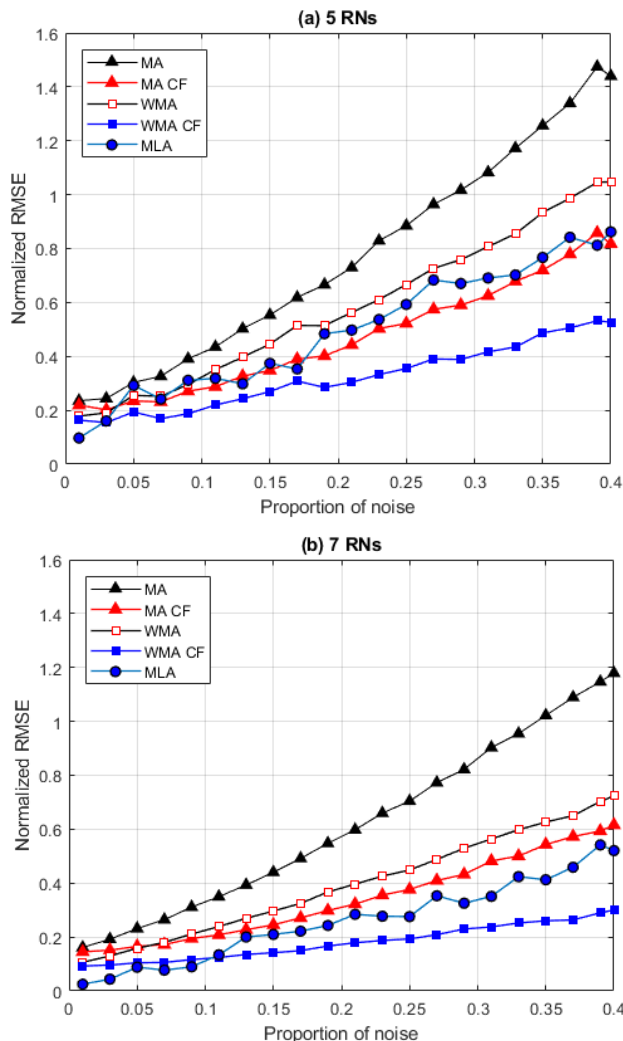 (a) 5 RNs
1.6
1.4
1.2
1
0.8
0.6
0.4
0.2
0
Normalized RMSE
MA
MA CF
WMA
WMA CF
MLA
0 0.05 0.1 0.15 0.2 0.25 0.3 0.35 0.4
Proportion of noise
(b) 7 RNs
1.6
1.4
1.2
1
0.8
0.6
0.4
0.2
0
Normalized RMSE
MA
MA CF
WMA
WMA CF
MLA
0 0.05 0.1 0.15 0.2 0.25 0.3 0.35 0.4
Proportion of noise